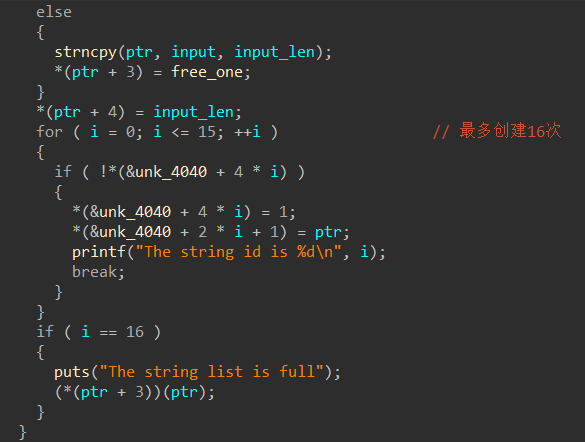 else
{
strncpy(ptr, input, input_len);
*(ptr + 3) = free_one;
}
*(ptr + 4) = input_len;
for ( i = 0; i <= 15; ++i ) // 最多创建16次
{
if ( !*(&unk_4040 + 4 * i) )
{
*(&unk_4040 + 4 * i) = 1;
*(&unk_4040 + 2 * i + 1) = ptr;
printf("The string id is %d\n", i);
break;
}
}
if ( i == 16 )
{
puts("The string list is full");
(*(ptr + 3))(ptr);
}
}